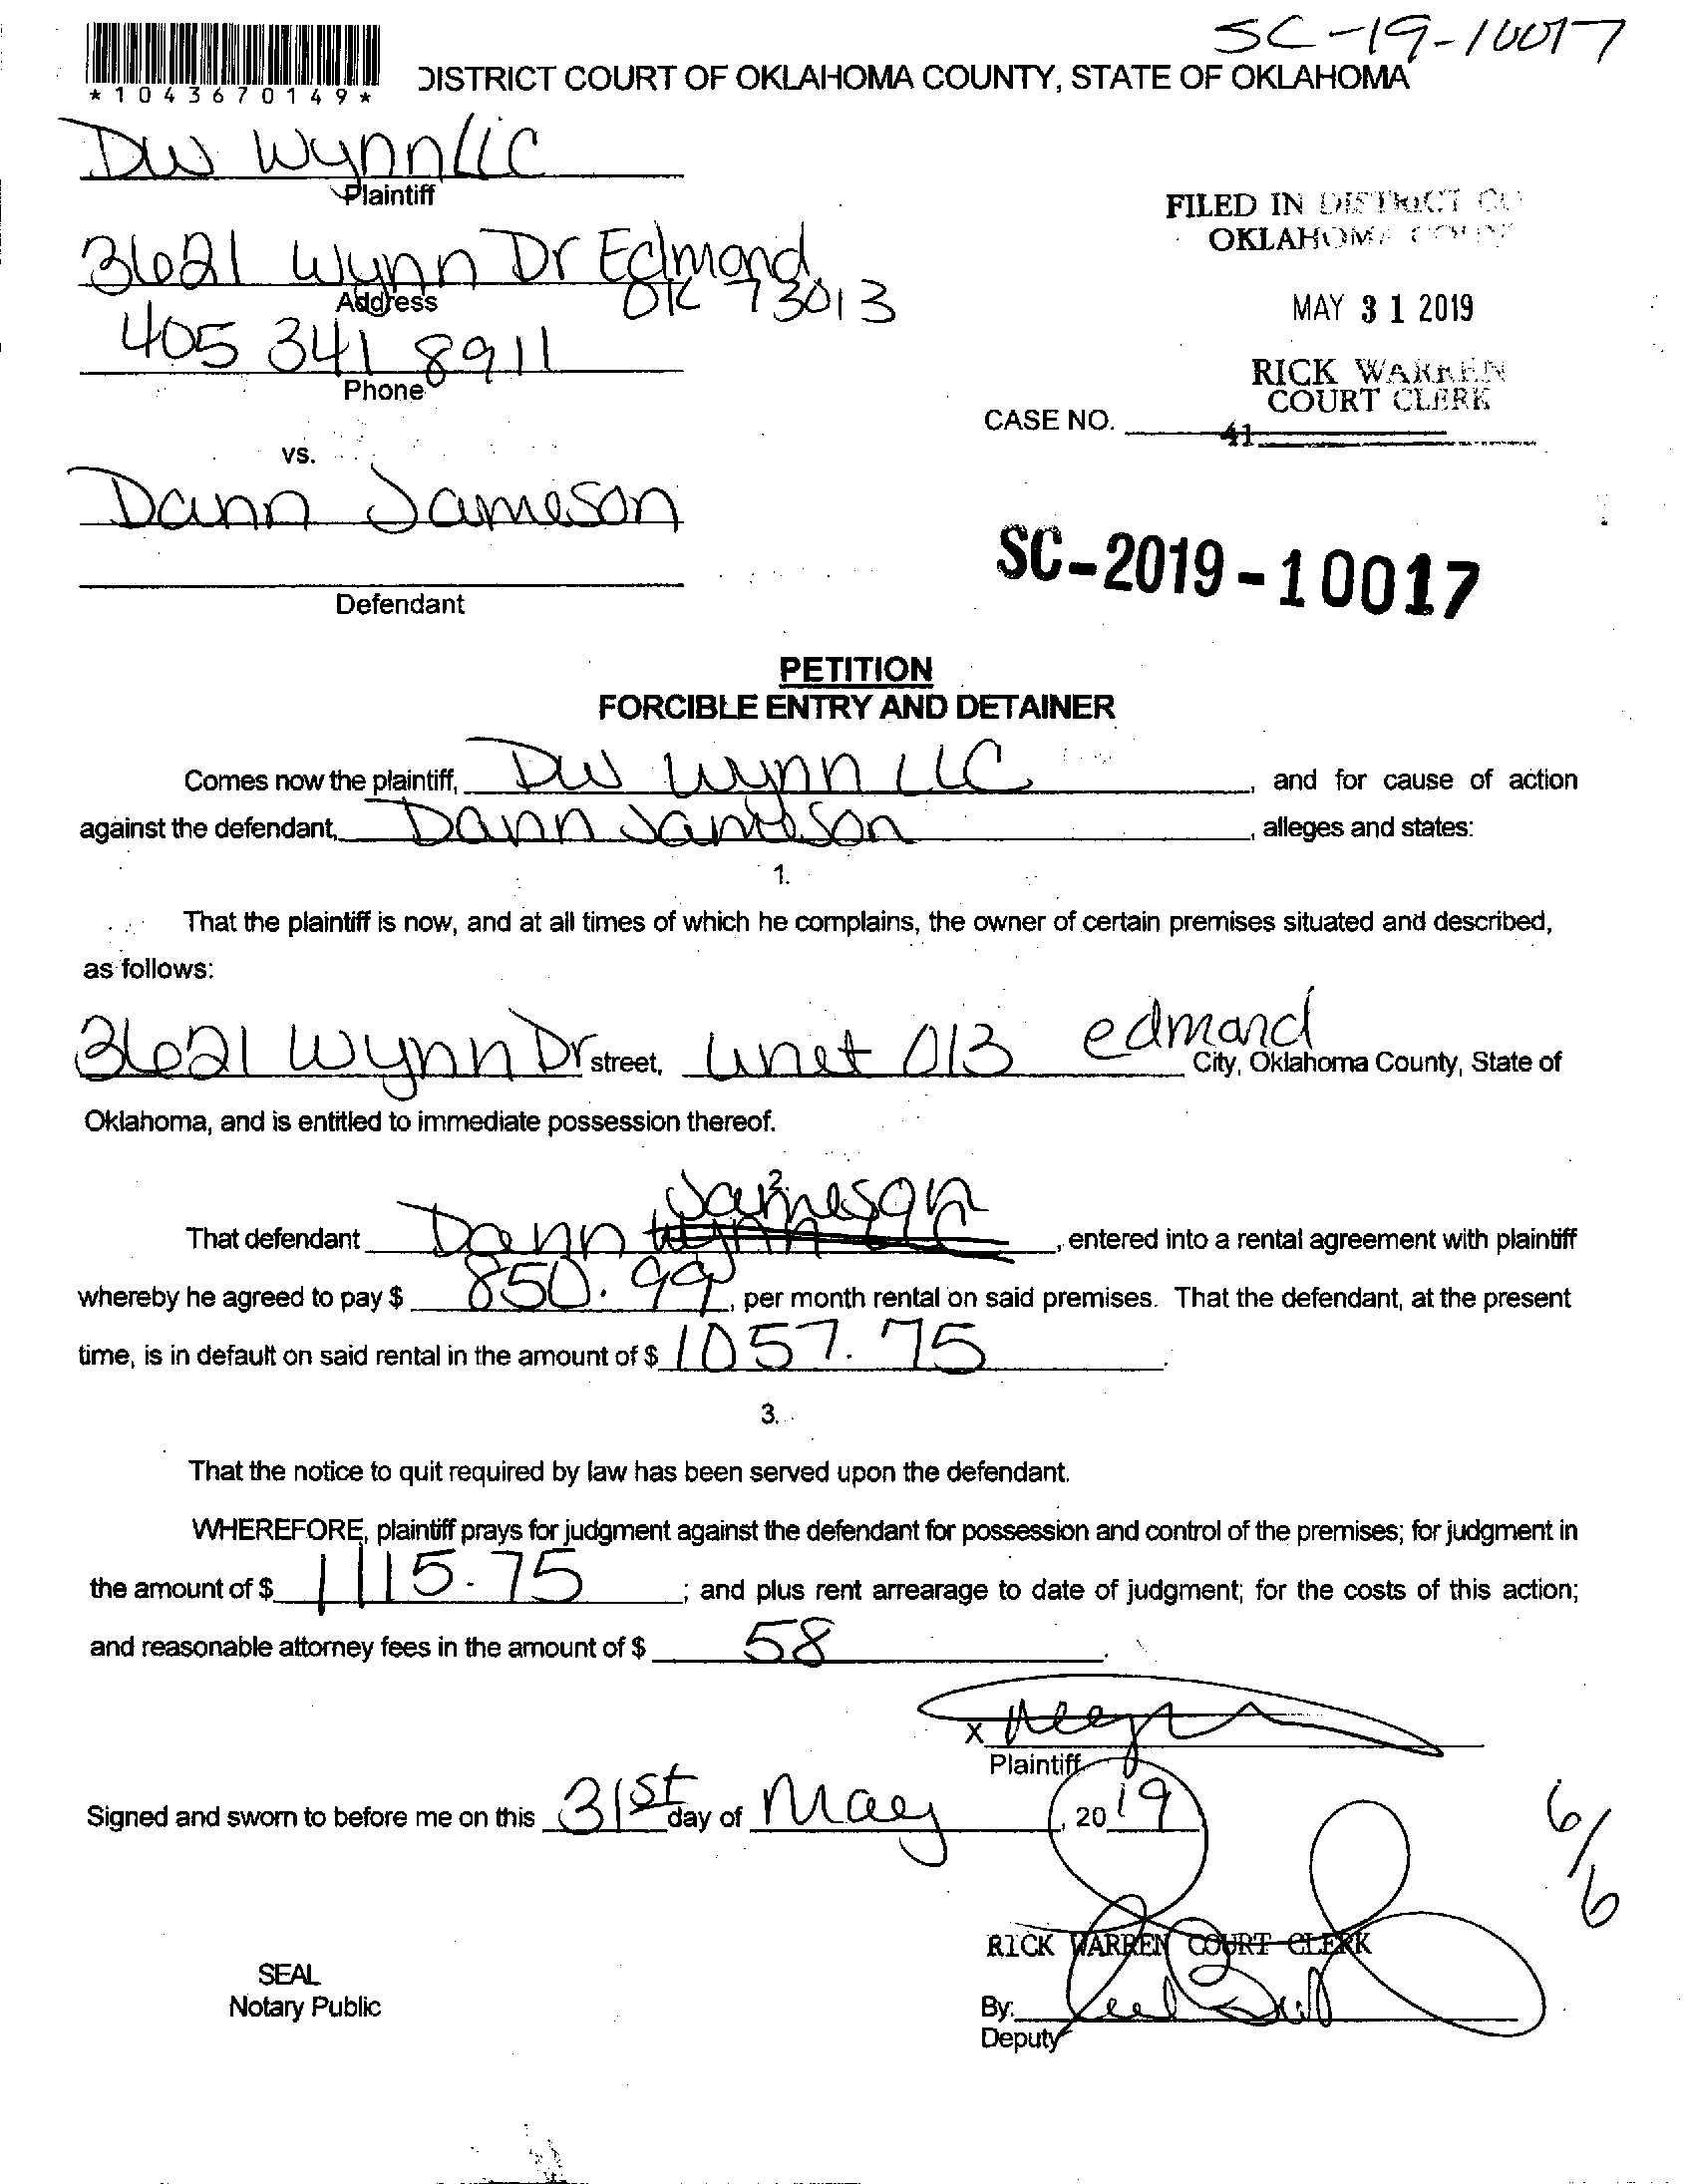 SC-19-10017
*1043670149*
DISTRICT COURT OF OKLAHOMA COUNTY, STATE OF OKLAHOMA
DW Wynn LLC
Plaintiff
FILED IN DISTRICT
OKLAHOMA
3621 Wynn Dr Edmond
OK 73013
Address
MAY 31 2019
405 341 8911
Phone
RICK WARREN
COURT CLERK
CASE NO.
41
vs.
Dann Jameson
SC-2019-10017
Defendant
PETITION
FORCIBLE ENTRY AND DETAINER
Comes now the plaintiff, DW Wynn LLC, and for cause of action
against the defendant, Dann Jameson, alleges and states:
1.
That the plaintiff is now, and at all times of which he complains, the owner of certain premises situated and described,
as follows:
3621 Wynn Dr street, Unit 013 edmond City, Oklahoma County, State of
Oklahoma, and is entitled to immediate possession thereof.
2.
Jameson
That defendant Dann Wynn LLC, entered into a rental agreement with plaintiff
whereby he agreed to pay $ 850.99, per month rental on said premises. That the defendant, at the present
time, is in default on said rental in the amount of $ 1057.75.
3.
That the notice to quit required by law has been served upon the defendant.
WHEREFORE, plaintiff prays for judgment against the defendant for possession and control of the premises; for judgment in
the amount of $ 1115.75; and plus rent arrearage to date of judgment; for the costs of this action;
and reasonable attorney fees in the amount of $ 58.
X
Plaintiff
Signed and sworn to before me on this 31st day of May, 2019
6/6
RICK WARREN COURT CLERK
SEAL
Notary Public
By:
Deputy